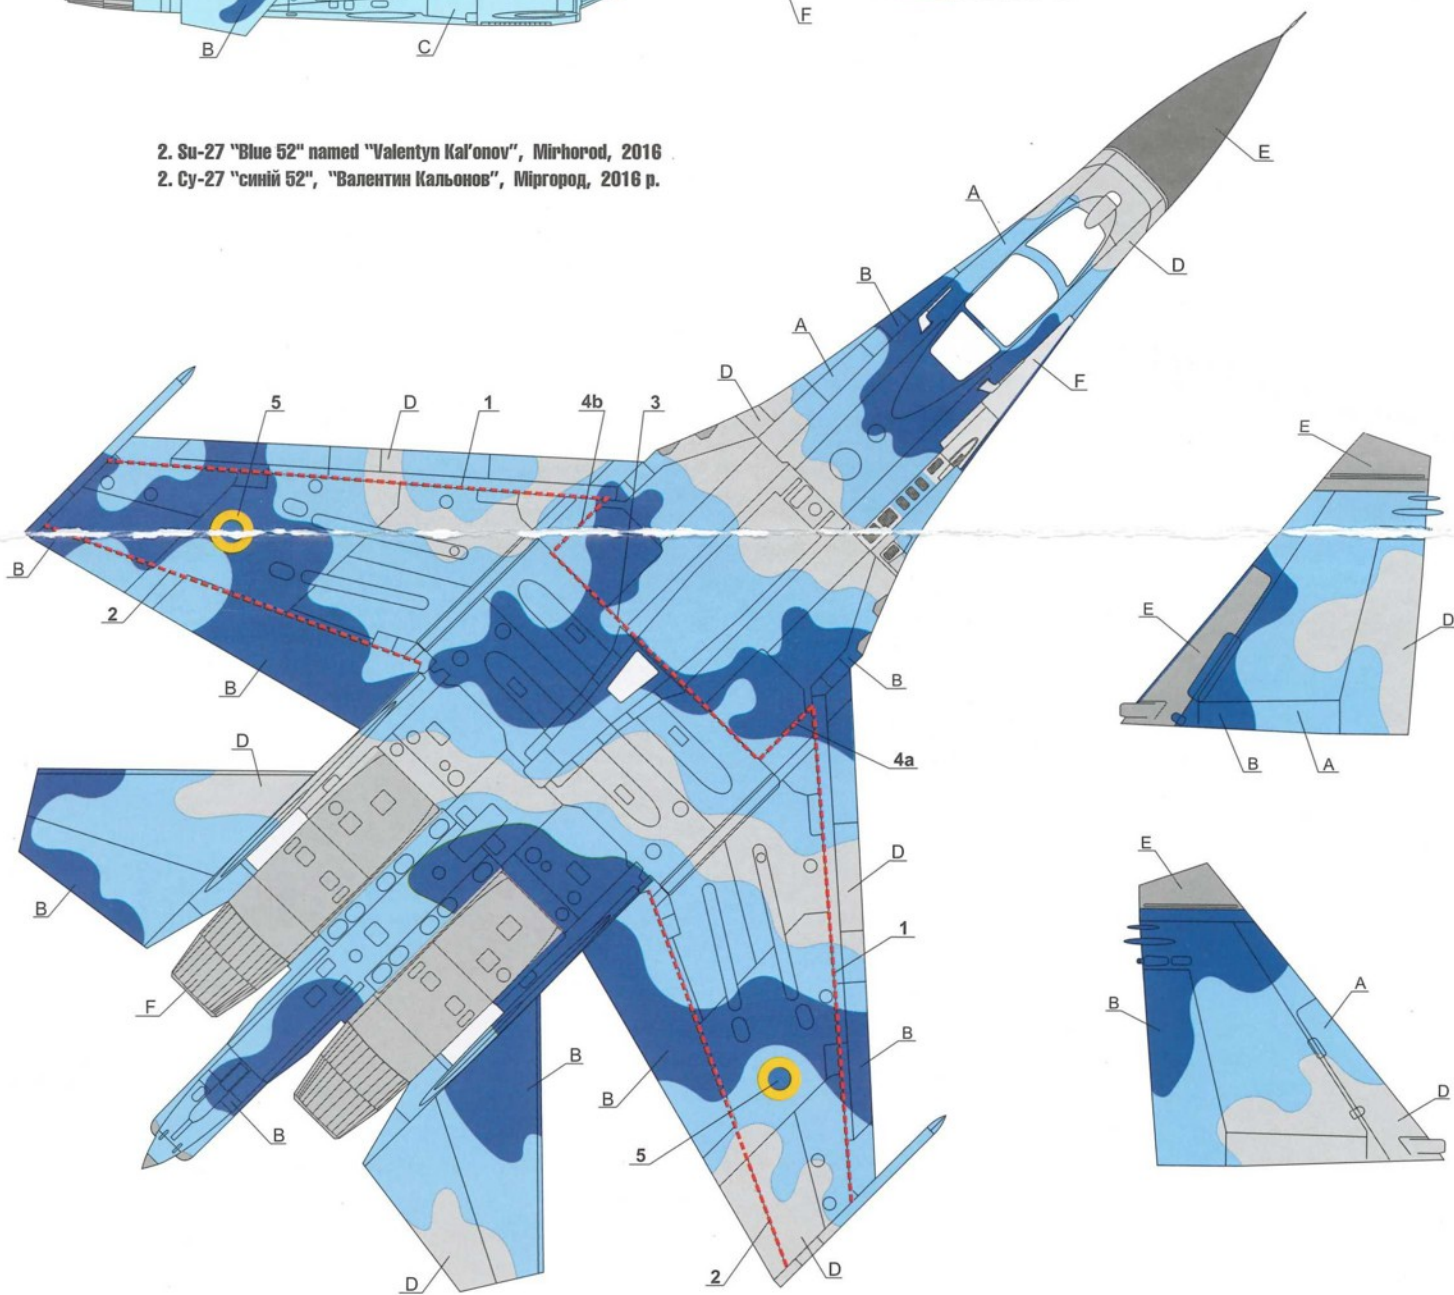 B
C
F
2. Su-27 "Blue 52" named "Valentyn Kal'onov", Mirhorod, 2016
2. Су-27 "синій 52", "Валентин Кальонов", Міргород, 2016 р.
E
A
D
B
A
F
D
5
D
1
4b
3
E
B
2
E
D
B
B
B
A
D
4a
B
D
E
1
F
B
B
A
B
B
B
D
5
2
D
D